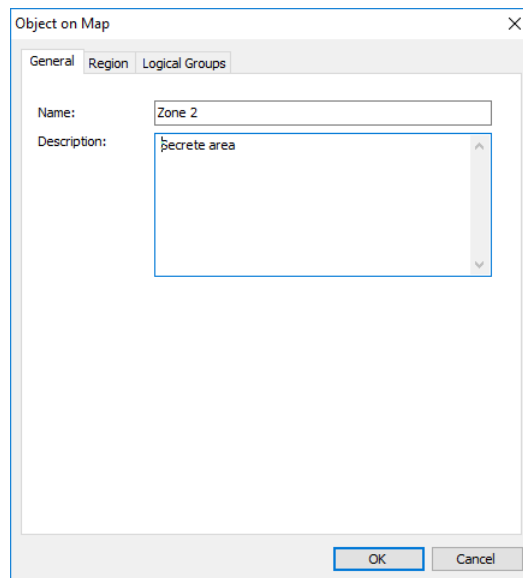 Object on Map
General Region Logical Groups
Name: Zone 2
Description: Secrete area
OK Cancel